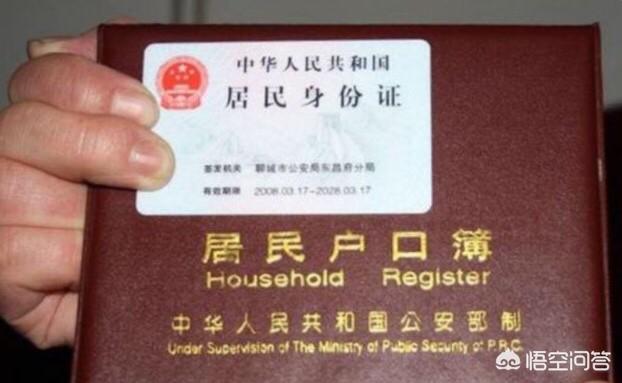 中华人民共和国
居民身份证
签发机关 聊城市公安局东昌府分局
有效期限 2008.03.17-2028.03.17
居民户口簿
Household Register
中华人民共和国公安部制
Under Supervision of The Ministry of Public Security of P.R.C.
悟空问答